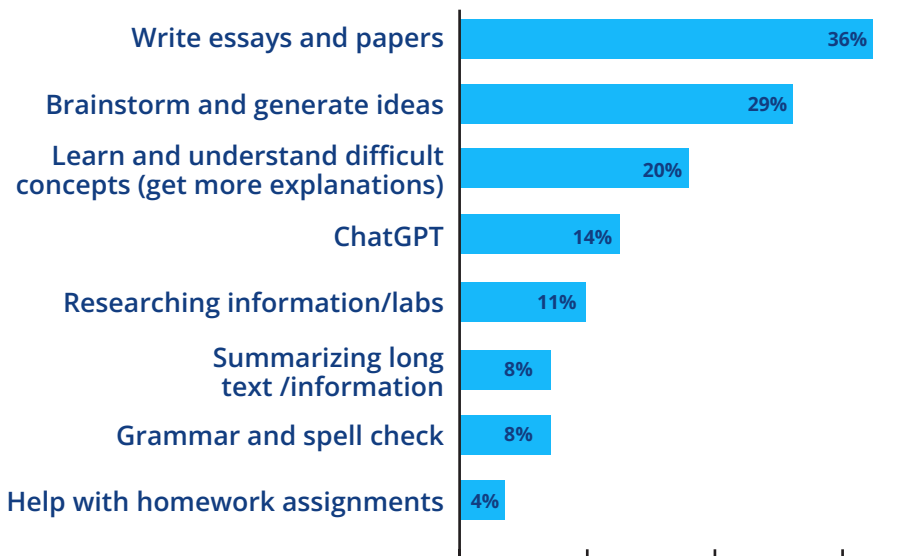 Write essays and papers
36%
Brainstorm and generate ideas
29%
Learn and understand difficult
concepts (get more explanations)
20%
ChatGPT
14%
Researching information/labs
11%
Summarizing long
text /information
8%
Grammar and spell check
8%
Help with homework assignments
4%